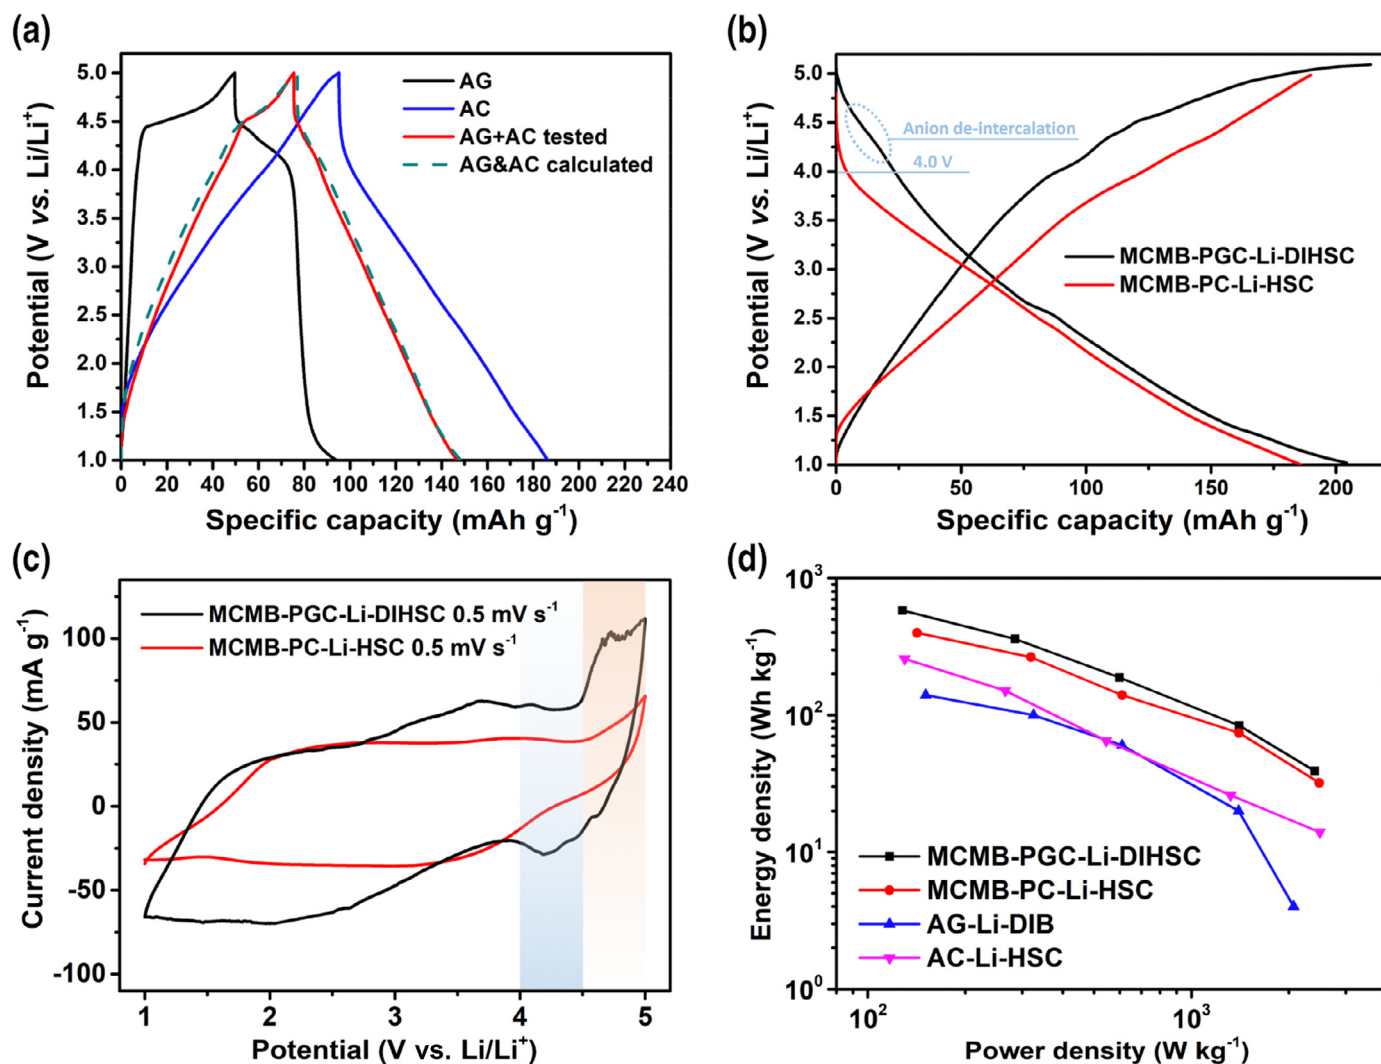 (a)
Potential (V vs. Li/Li⁺)
5.0
4.5
4.0
3.5
3.0
2.5
2.0
1.5
1.0
AG
AC
AG+AC tested
AG&AC calculated
0 20 40 60 80 100 120 140 160 180 200 220 240
Specific capacity (mAh g⁻¹)
(b)
Potential (V vs. Li/Li⁺)
5.0
4.5
4.0
3.5
3.0
2.5
2.0
1.5
1.0
Anion de-intercalation
4.0 V
MCMB-PGC-Li-DIHSC
MCMB-PC-Li-HSC
0 50 100 150 200
Specific capacity (mAh g⁻¹)
(c)
Current density (mA g⁻¹)
100
50
0
-50
-100
MCMB-PGC-Li-DIHSC 0.5 mV s⁻¹
MCMB-PC-Li-HSC 0.5 mV s⁻¹
1 2 3 4 5
Potential (V vs. Li/Li⁺)
(d)
Energy density (Wh kg⁻¹)
10³
10²
10¹
10⁰
MCMB-PGC-Li-DIHSC
MCMB-PC-Li-HSC
AG-Li-DIB
AC-Li-HSC
10² 10³
Power density (W kg⁻¹)